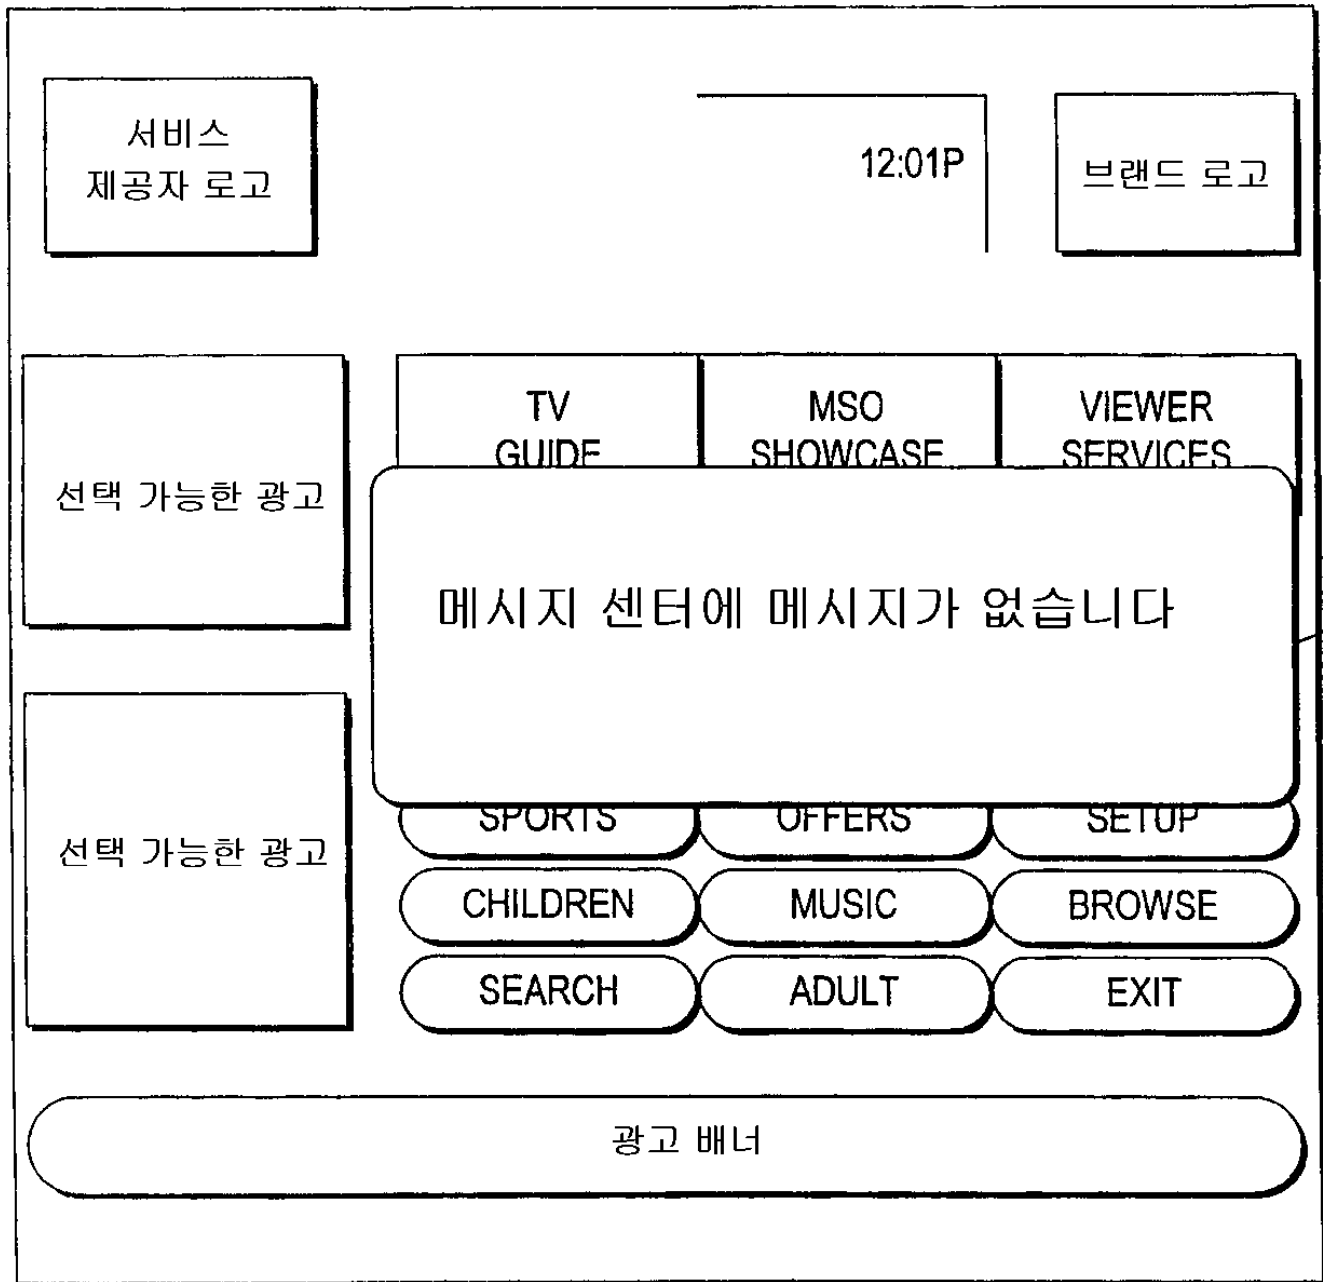 서비스
제공자 로고
12:01P
브랜드 로고
TV
GUIDE
MSO
SHOWCASE
VIEWER
SERVICES
선택 가능한 광고
메시지 센터에 메시지가 없습니다
선택 가능한 광고
SPORTS
OFFERS
SETUP
CHILDREN
MUSIC
BROWSE
SEARCH
ADULT
EXIT
광고 배너